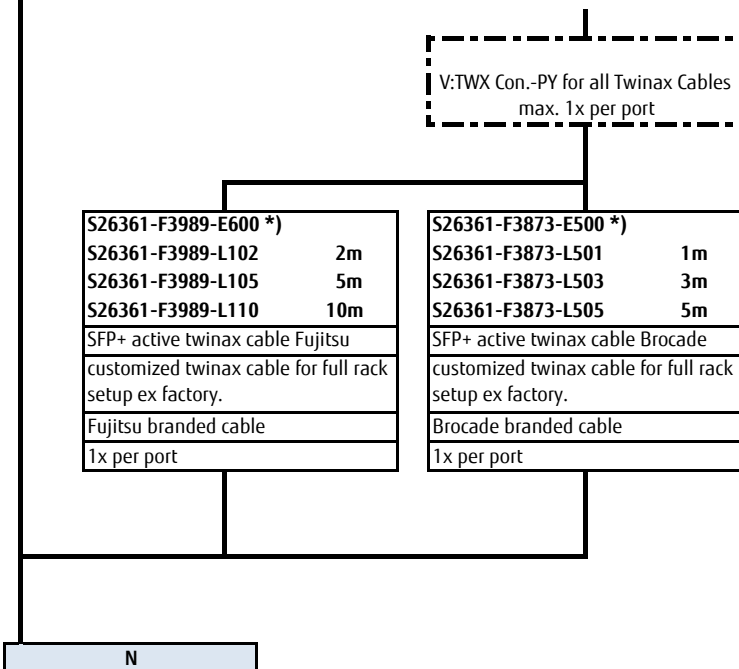 V:TWX Con.-PY for all Twinax Cables
max. 1x per port
S26361-F3989-E600 *)
S26361-F3989-L102 2m
S26361-F3989-L105 5m
S26361-F3989-L110 10m
SFP+ active twinax cable Fujitsu
customized twinax cable for full rack
setup ex factory.
Fujitsu branded cable
1x per port
S26361-F3873-E500 *)
S26361-F3873-L501 1m
S26361-F3873-L503 3m
S26361-F3873-L505 5m
SFP+ active twinax cable Brocade
customized twinax cable for full rack
setup ex factory.
Brocade branded cable
1x per port
N